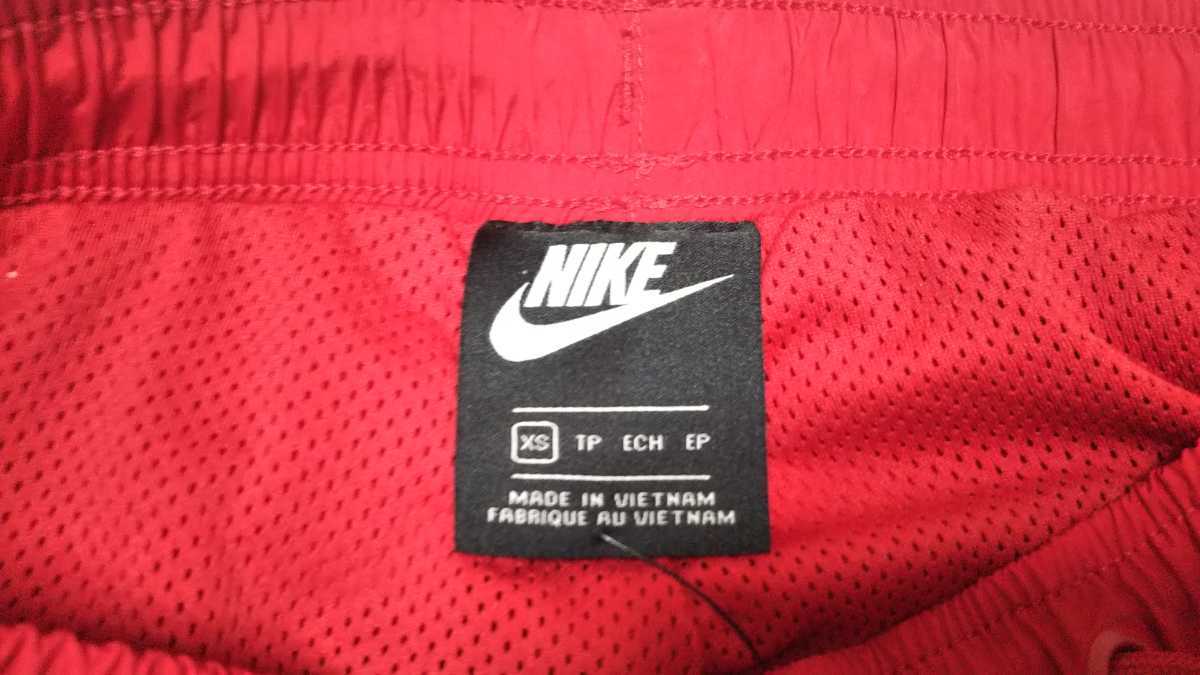 NIKE
XS TP ECH EP
MADE IN VIETNAM
FABRIQUE AU VIETNAM